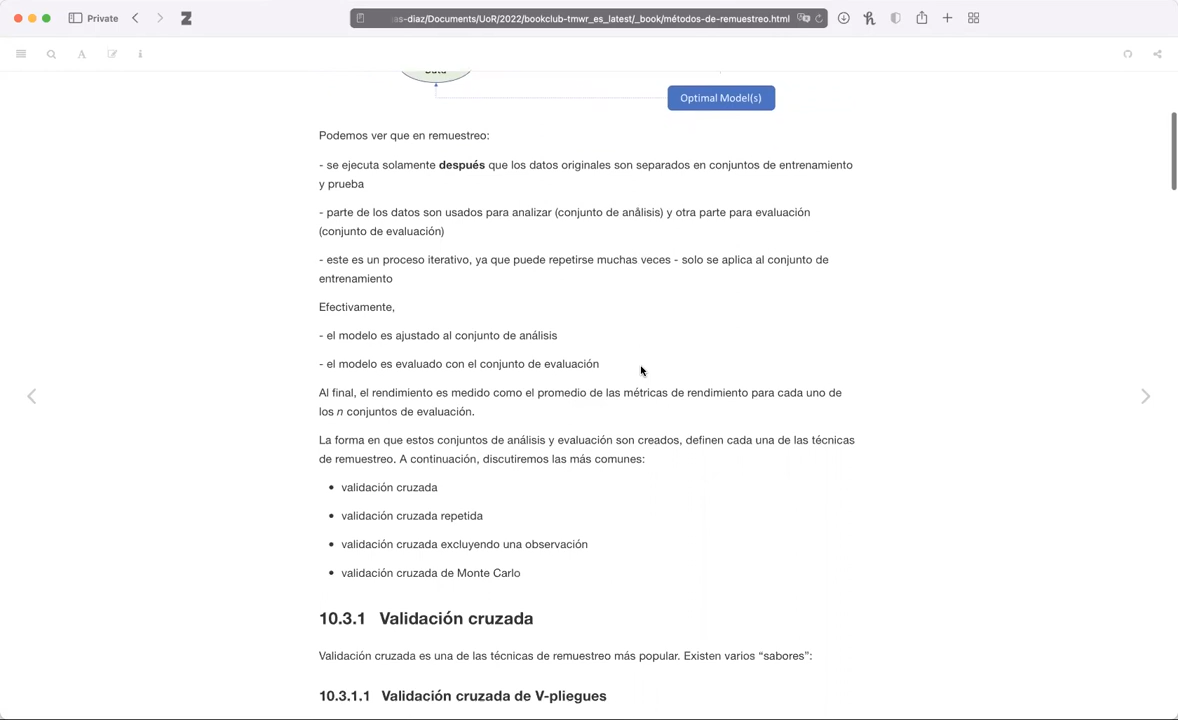 Private
as-diaz/Documents/UoR/2022/bookclub-tmwr_es_latest/_book/métodos-de-remuestreo.html
Data
Optimal Model(s)
Podemos ver que en remuestreo:
- se ejecuta solamente después que los datos originales son separados en conjuntos de entrenamiento
y prueba
- parte de los datos son usados para analizar (conjunto de anålisis) y otra parte para evaluación
(conjunto de evaluación)
- este es un proceso iterativo, ya que puede repetirse muchas veces - solo se aplica al conjunto de
entrenamiento
Efectivamente,
- el modelo es ajustado al conjunto de análisis
- el modelo es evaluado con el conjunto de evaluación
Al final, el rendimiento es medido como el promedio de las métricas de rendimiento para cada uno de
los n conjuntos de evaluación.
La forma en que estos conjuntos de análisis y evaluación son creados, definen cada una de las técnicas
de remuestreo. A continuación, discutiremos las más comunes:
• validación cruzada
• validación cruzada repetida
• validación cruzada excluyendo una observación
• validación cruzada de Monte Carlo
10.3.1 Validación cruzada
Validación cruzada es una de las técnicas de remuestreo más popular. Existen varios “sabores”:
10.3.1.1 Validación cruzada de V-pliegues